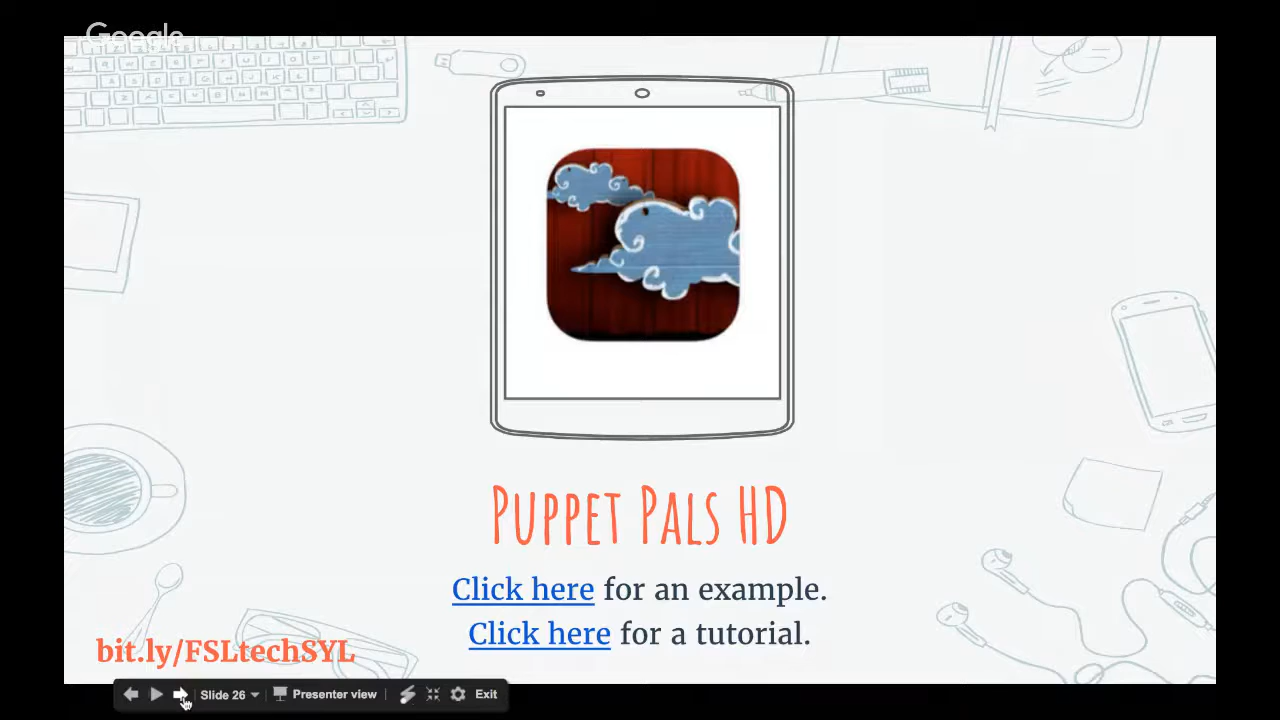 Google
Puppet Pals HD
Click here for an example.
Click here for a tutorial.
bit.ly/FSLtechSYL
Slide 26
Presenter view
Exit